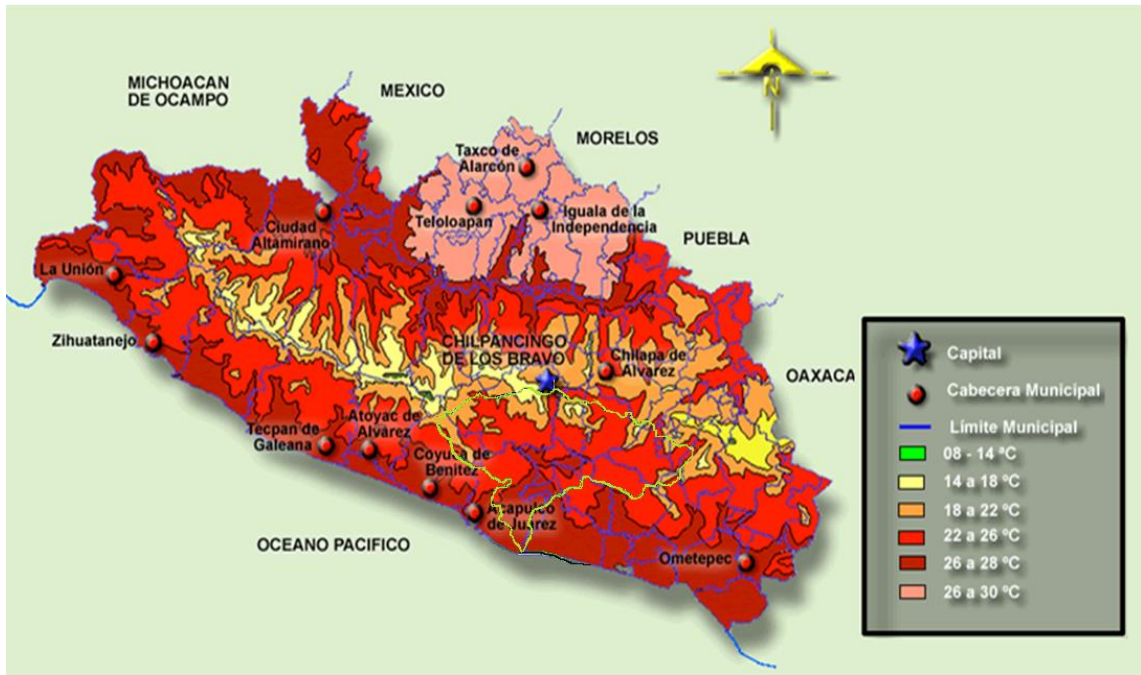 MICHOACAN
DE OCAMPO
MEXICO
MORELOS
Taxco de
Alarcón
N
Teloloapan
Iguala de la
Independencia
Ciudad
Altamirano
PUEBLA
La Unión
Zihuatanejo
CHILPANCINGO
DE LOS BRAVO
Chilapa de
Alvarez
OAXACA
Atoyac de
Alvárez
Tecpan de
Galeana
Coyuca de
Benitez
Acapulco
de Juárez
OCEANO PACIFICO
Ometepec
Capital
Cabecera Municipal
Límite Municipal
08 - 14 ºC
14 a 18 ºC
18 a 22 ºC
22 a 26 ºC
26 a 28 ºC
26 a 30 ºC